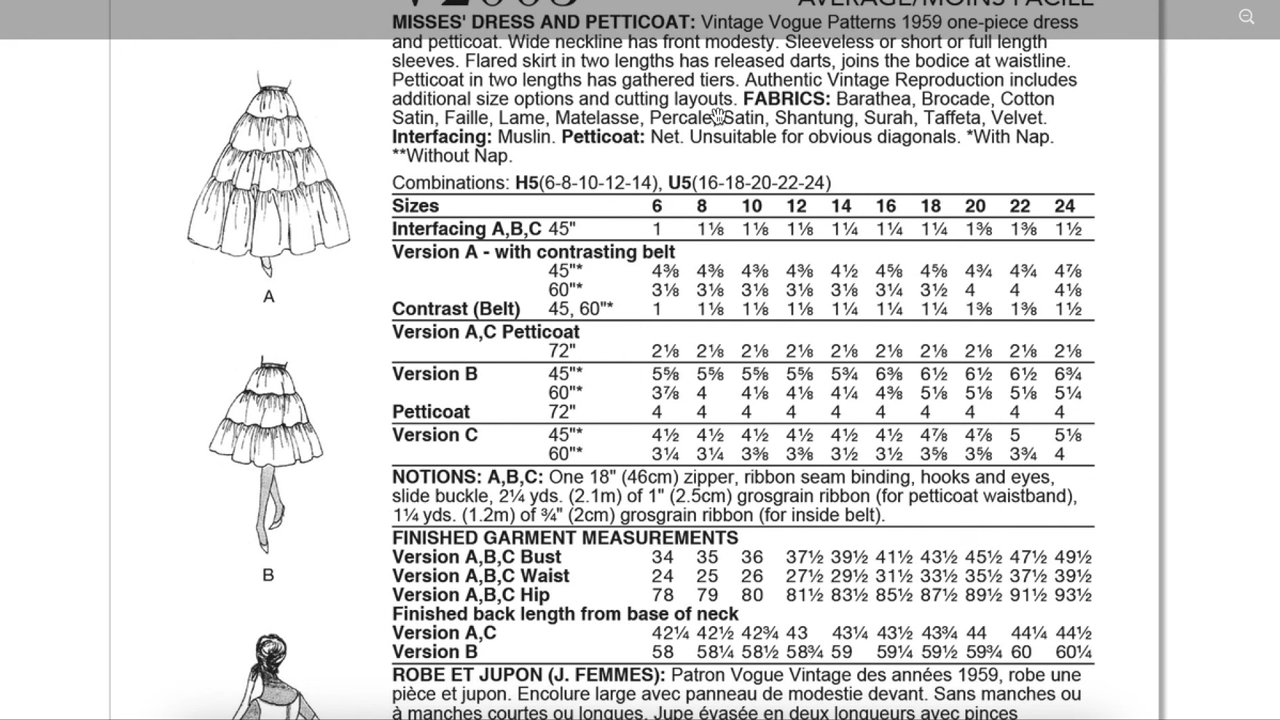 AVERAGE/MOINS FACILE
MISSES' DRESS AND PETTICOAT: Vintage Vogue Patterns 1959 one-piece dress
and petticoat. Wide neckline has front modesty. Sleeveless or short or full length
sleeves. Flared skirt in two lengths has released darts, joins the bodice at waistline.
Petticoat in two lengths has gathered tiers. Authentic Vintage Reproduction includes
additional size options and cutting layouts. FABRICS: Barathea, Brocade, Cotton
Satin, Faille, Lame, Matelasse, Percale, Satin, Shantung, Surah, Taffeta, Velvet.
Interfacing: Muslin. Petticoat: Net. Unsuitable for obvious diagonals. *With Nap.
**Without Nap.
Combinations: H5(6-8-10-12-14), U5(16-18-20-22-24)
Sizes 6 8 10 12 14 16 18 20 22 24
Interfacing A,B,C 45" 1 1⅛ 1⅛ 1⅛ 1¼ 1¼ 1¼ 1⅜ 1⅜ 1½
Version A - with contrasting belt
45"* 4⅜ 4⅜ 4⅜ 4⅜ 4½ 4⅝ 4⅝ 4¾ 4¾ 4⅞
60"* 3⅛ 3⅛ 3⅛ 3⅛ 3⅛ 3¼ 3½ 4 4 4⅛
Contrast (Belt) 45, 60"* 1 1⅛ 1⅛ 1⅛ 1¼ 1¼ 1¼ 1⅜ 1⅜ 1½
Version A,C Petticoat
72" 2⅛ 2⅛ 2⅛ 2⅛ 2⅛ 2⅛ 2⅛ 2⅛ 2⅛ 2⅛
Version B 45"* 5⅝ 5⅝ 5⅝ 5⅝ 5¾ 6⅜ 6½ 6½ 6½ 6¾
60"* 3⅞ 4 4⅛ 4⅛ 4¼ 4⅜ 5⅛ 5⅛ 5⅛ 5¼
Petticoat 72" 4 4 4 4 4 4 4 4 4 4
Version C 45"* 4½ 4½ 4½ 4½ 4½ 4½ 4⅞ 4⅞ 5 5⅛
60"* 3¼ 3¼ 3⅜ 3⅜ 3½ 3½ 3⅝ 3⅝ 3¾ 4
NOTIONS: A,B,C: One 18" (46cm) zipper, ribbon seam binding, hooks and eyes,
slide buckle, 2¼ yds. (2.1m) of 1" (2.5cm) grosgrain ribbon (for petticoat waistband),
1¼ yds. (1.2m) of ¾" (2cm) grosgrain ribbon (for inside belt).
FINISHED GARMENT MEASUREMENTS
Version A,B,C Bust 34 35 36 37½ 39½ 41½ 43½ 45½ 47½ 49½
Version A,B,C Waist 24 25 26 27½ 29½ 31½ 33½ 35½ 37½ 39½
Version A,B,C Hip 78 79 80 81½ 83½ 85½ 87½ 89½ 91½ 93½
Finished back length from base of neck
Version A,C 42¼ 42½ 42¾ 43 43¼ 43½ 43¾ 44 44¼ 44½
Version B 58 58¼ 58½ 58¾ 59 59¼ 59½ 59¾ 60 60¼
ROBE ET JUPON (J. FEMMES): Patron Vogue Vintage des années 1959, robe une
pièce et jupon. Encolure large avec panneau de modestie devant. Sans manches ou
à manches courtes ou longues. Jupe évasée en deux longueurs avec pinces
A
B